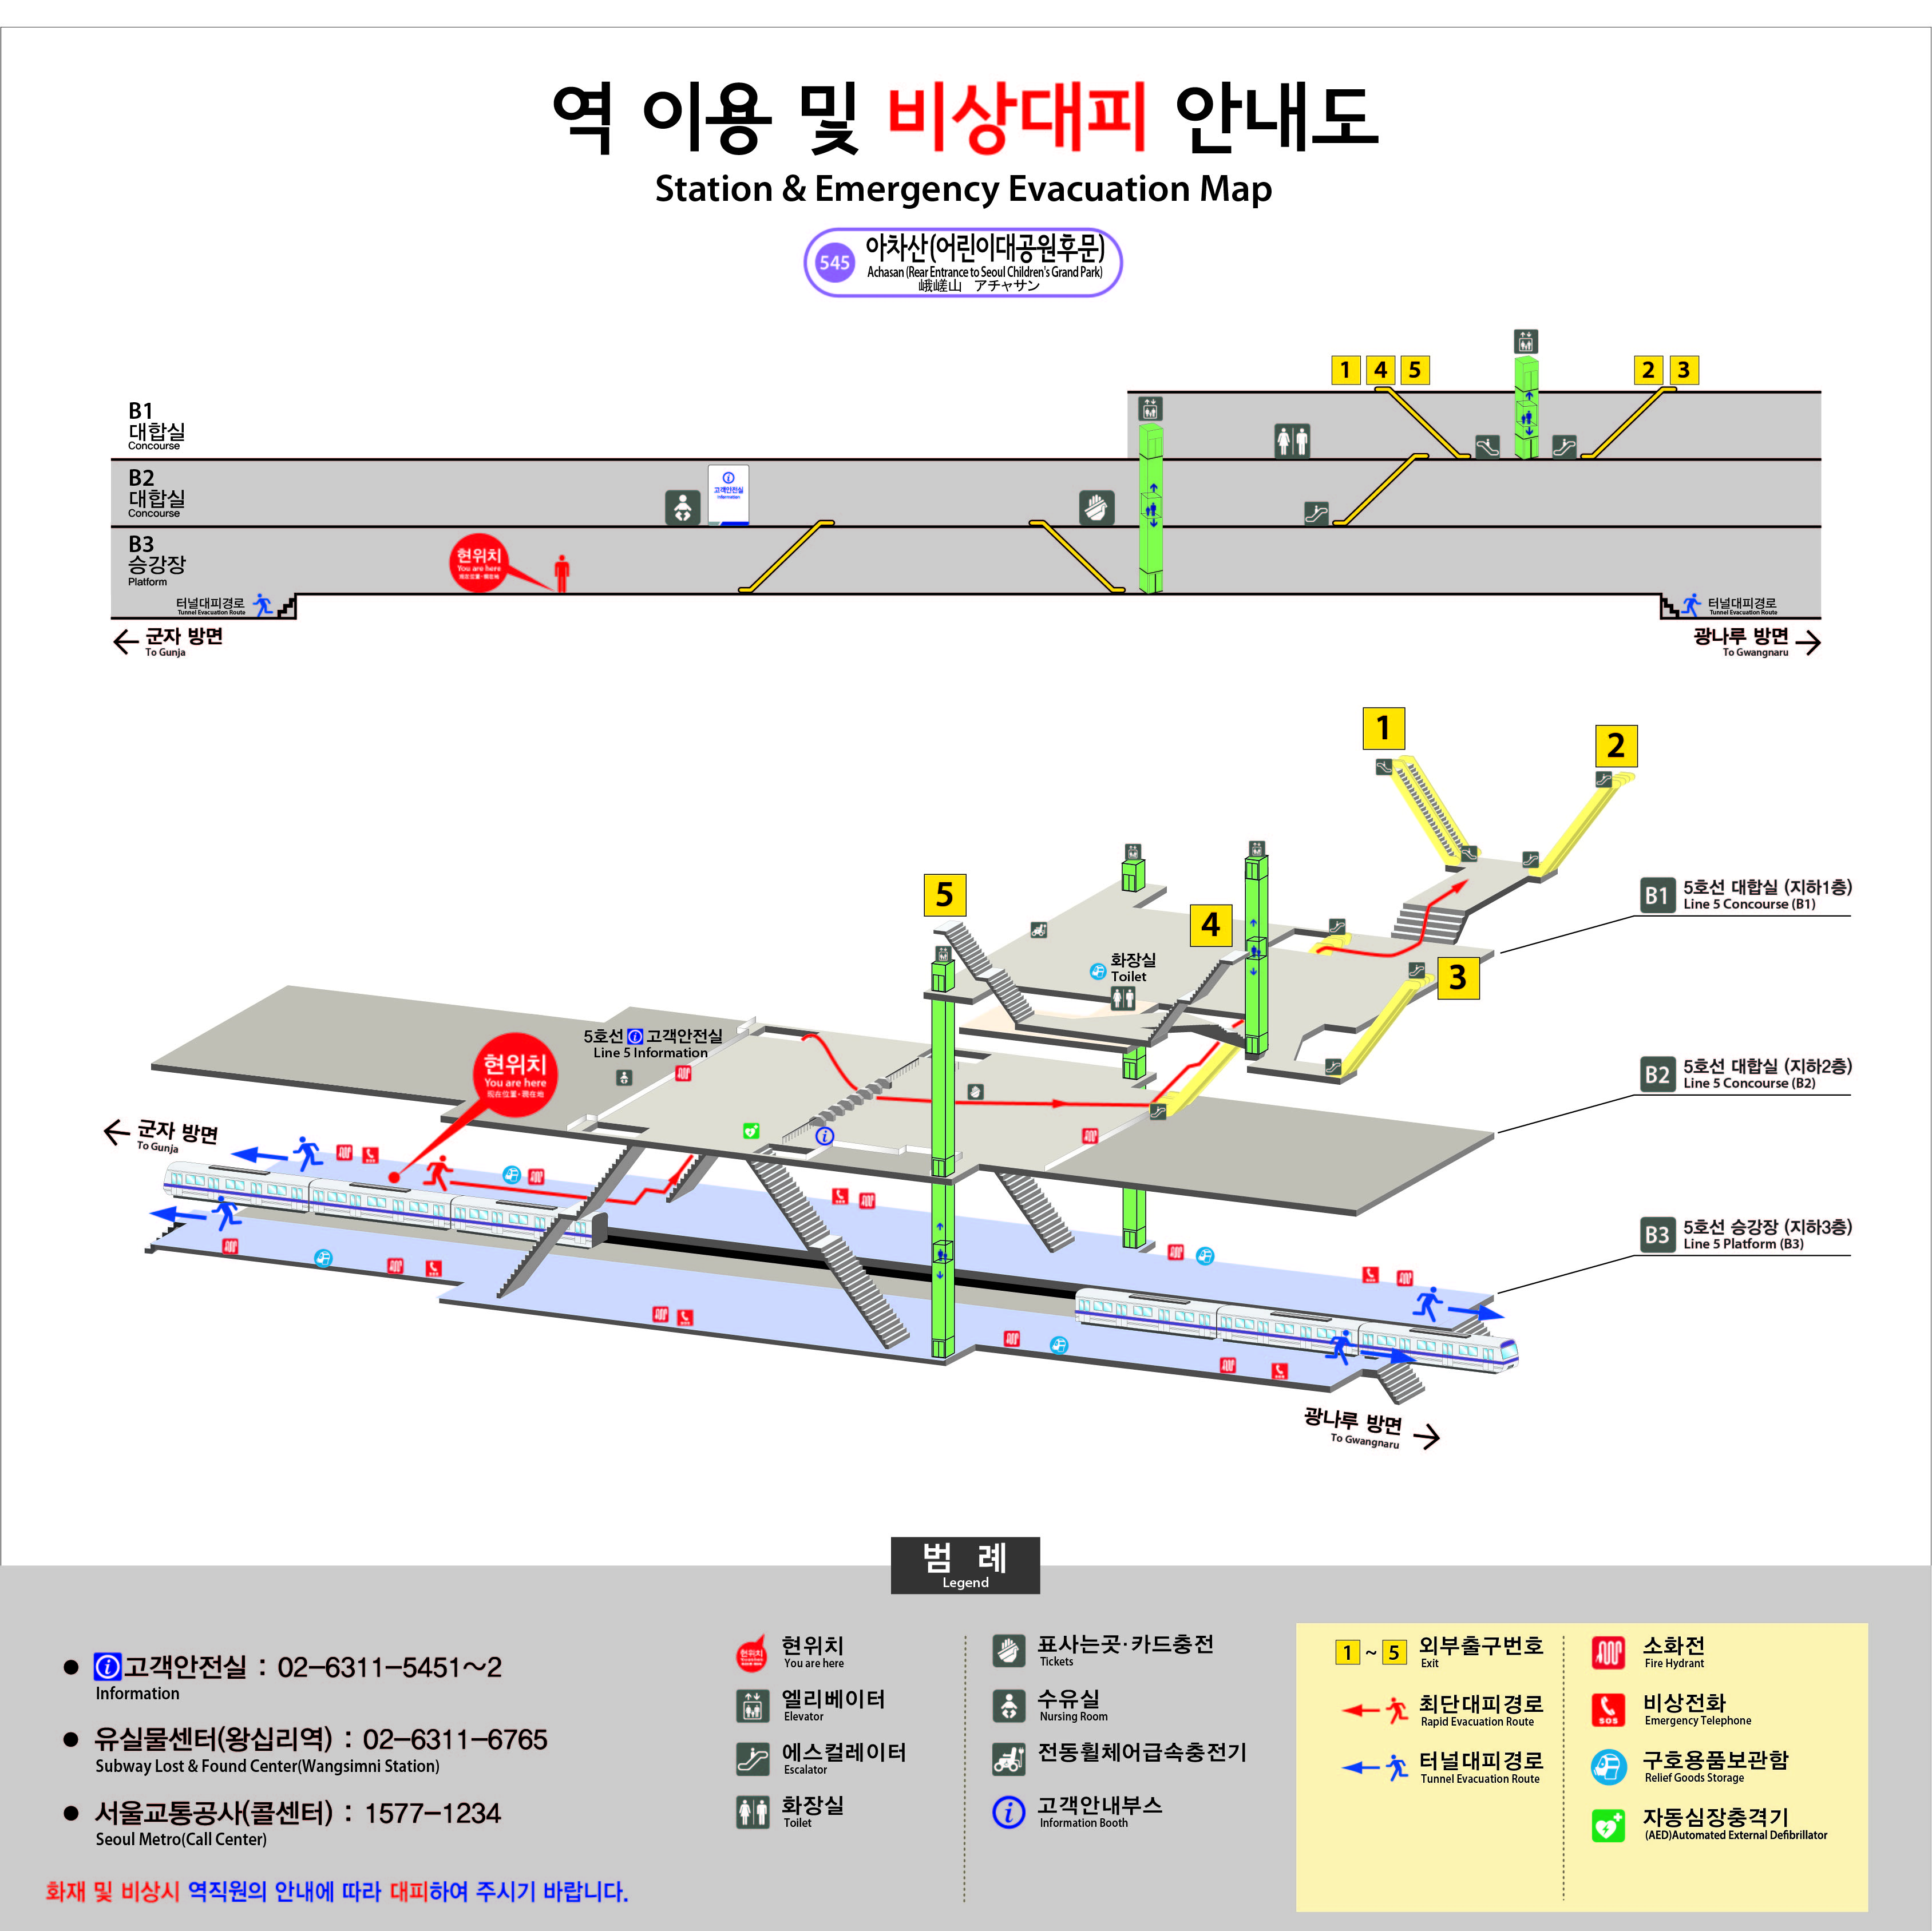 역 이용 및 비상대피 안내도
Station & Emergency Evacuation Map
545
아차산(어린이대공원후문)
Achasan (Rear Entrance to Seoul Children's Grand Park)
峨嵯山 アチャサン
1 4 5
2 3
B1
대합실
Concourse
B2
대합실
Concourse
고객안전실
Information
B3
승강장
Platform
현위치
You are here
现在位置·現在地
터널대피경로
Tunnel Evacuation Route
터널대피경로
Tunnel Evacuation Route
← 군자 방면
To Gunja
광나루 방면 →
To Gwangnaru
1
2
5
4
3
B1 5호선 대합실 (지하1층)
Line 5 Concourse (B1)
화장실
Toilet
5호선 고객안전실
Line 5 Information
현위치
You are here
现在位置·現在地
B2 5호선 대합실 (지하2층)
Line 5 Concourse (B2)
← 군자 방면
To Gunja
B3 5호선 승강장 (지하3층)
Line 5 Platform (B3)
광나루 방면 →
To Gwangnaru
범 례
Legend
● 고객안전실 : 02-6311-5451~2
Information
● 유실물센터(왕십리역) : 02-6311-6765
Subway Lost & Found Center(Wangsimni Station)
● 서울교통공사(콜센터) : 1577-1234
Seoul Metro(Call Center)
화재 및 비상시 역직원의 안내에 따라 대피하여 주시기 바랍니다.
현위치
현위치
You are here
엘리베이터
Elevator
에스컬레이터
Escalator
화장실
Toilet
표사는곳·카드충전
Tickets
수유실
Nursing Room
전동휠체어급속충전기
고객안내부스
Information Booth
1 ~ 5 외부출구번호
Exit
최단대피경로
Rapid Evacuation Route
터널대피경로
Tunnel Evacuation Route
소화전
Fire Hydrant
SOS
비상전화
Emergency Telephone
구호용품보관함
Relief Goods Storage
자동심장충격기
(AED)Automated External Defibrillator